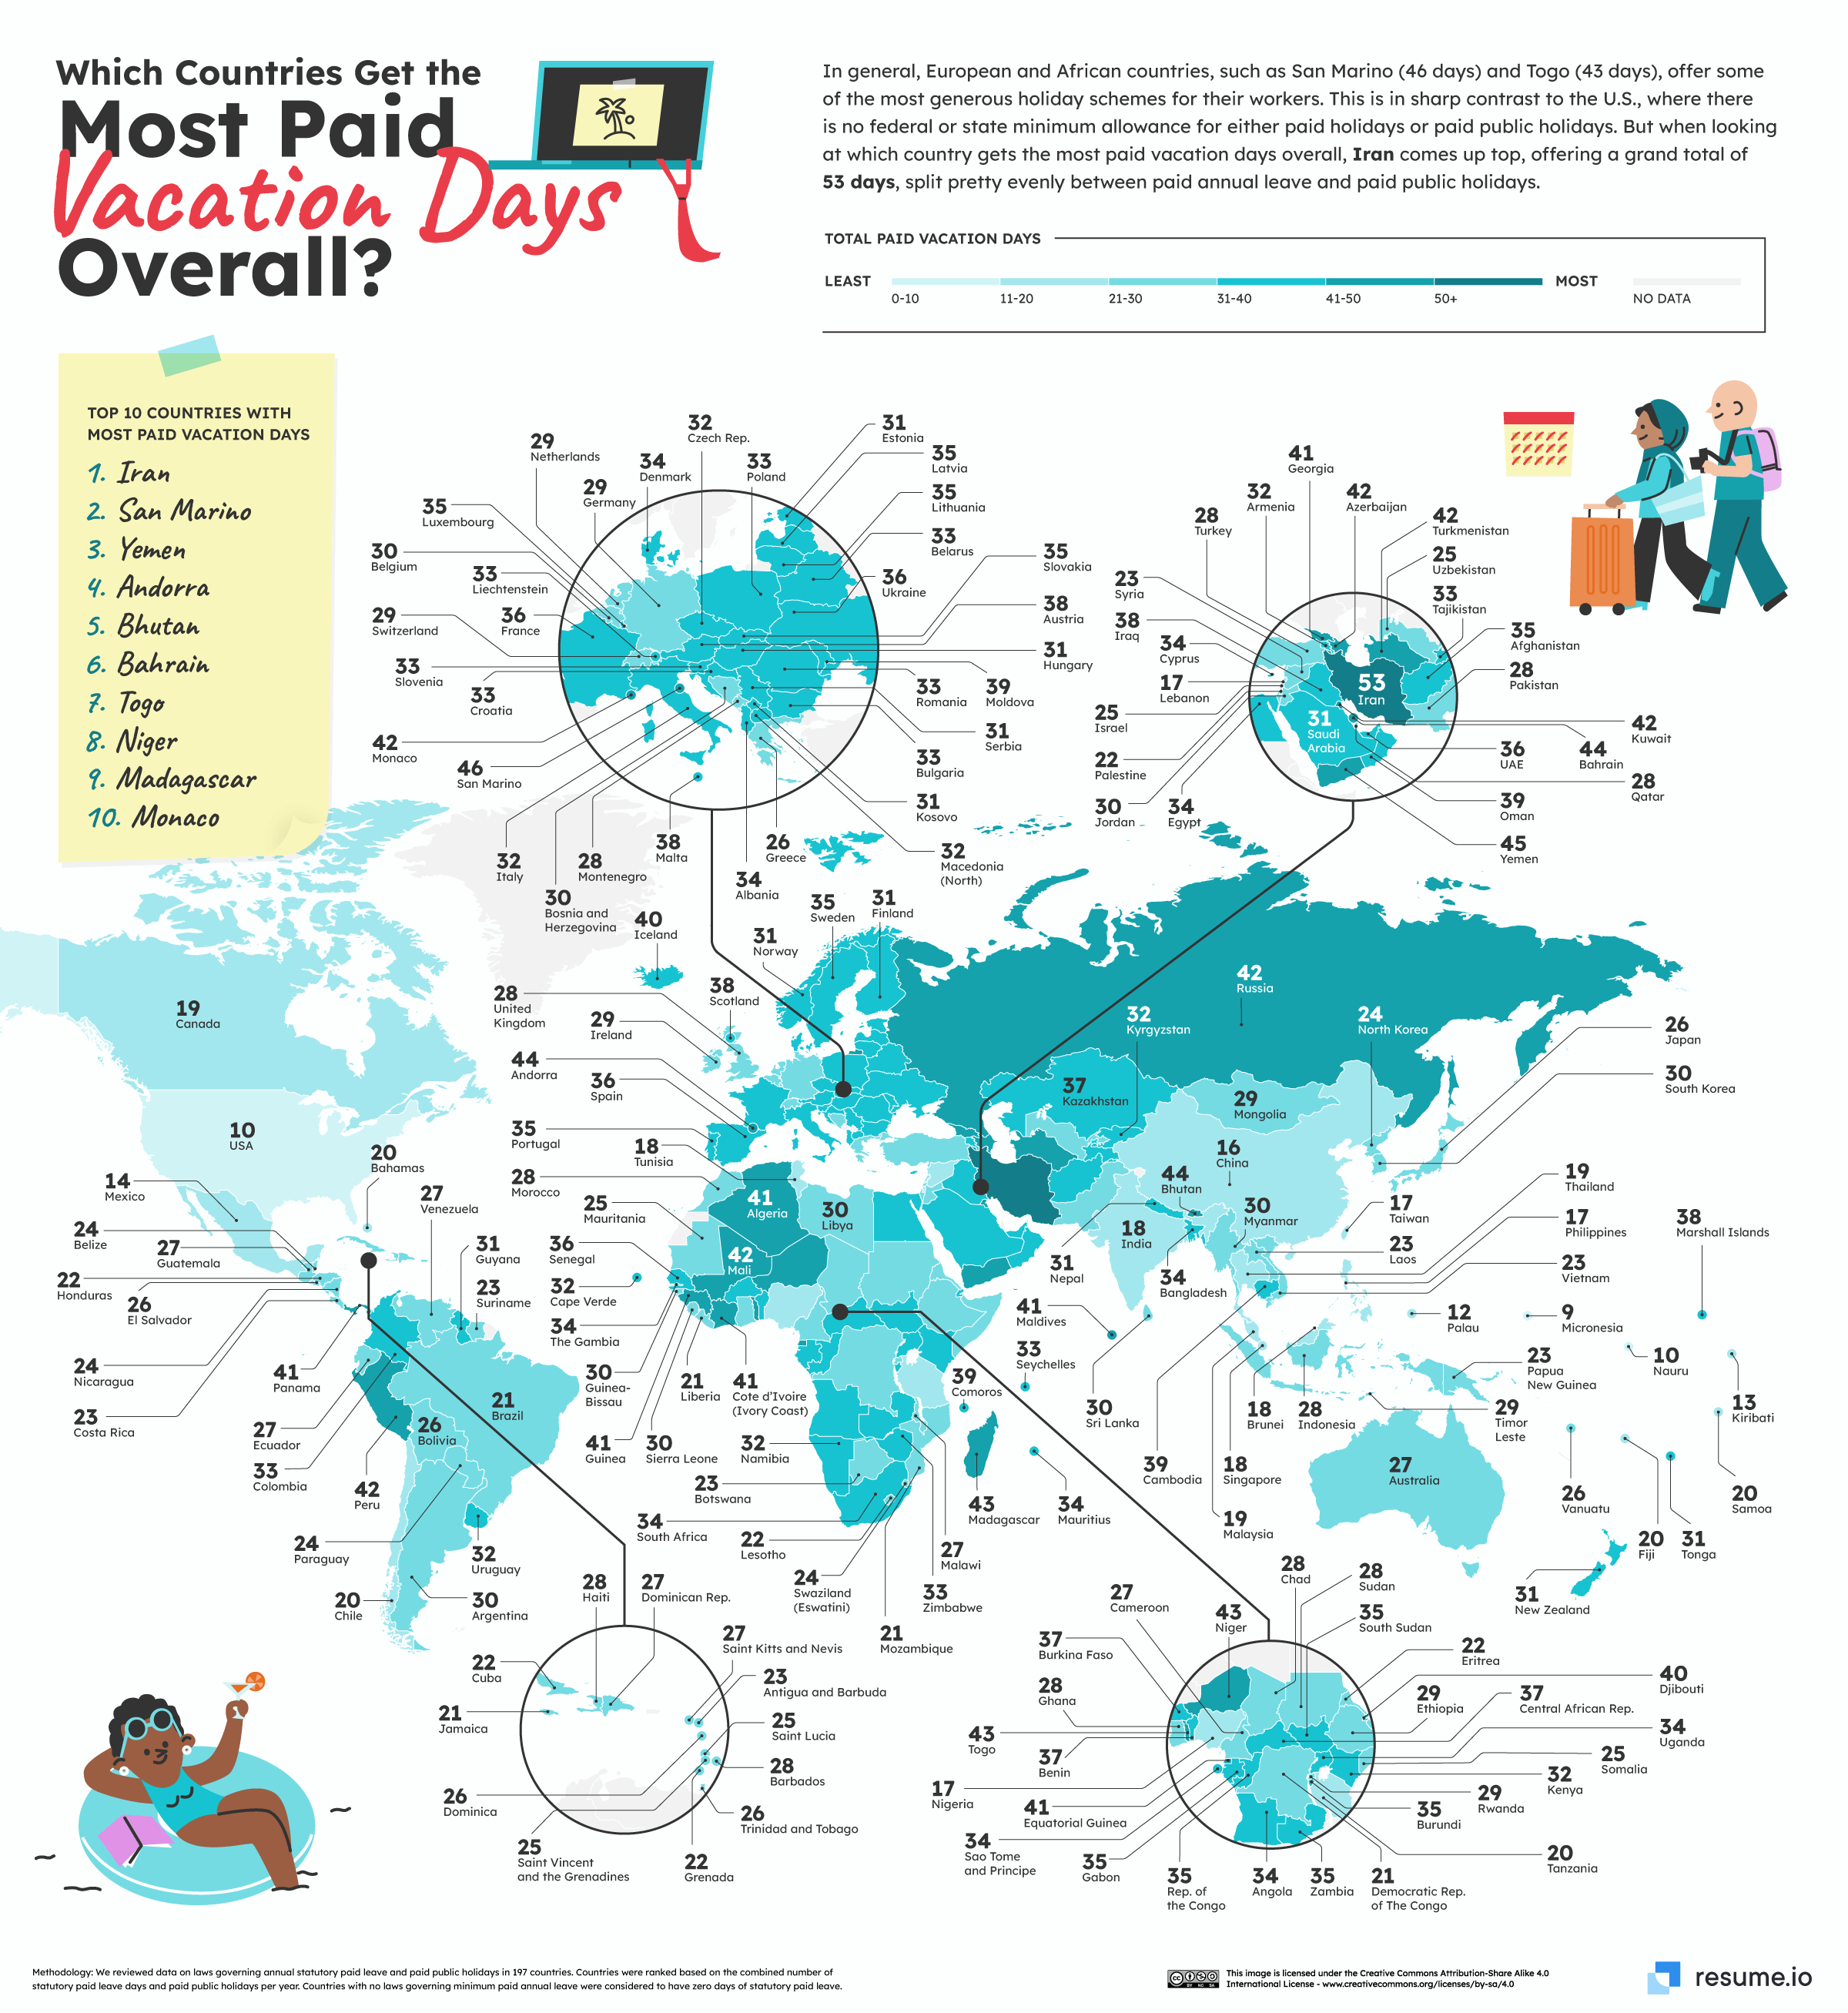 Which Countries Get the
Most Paid
Vacation Days
Overall?
In general, European and African countries, such as San Marino (46 days) and Togo (43 days), offer some
of the most generous holiday schemes for their workers. This is in sharp contrast to the U.S., where there
is no federal or state minimum allowance for either paid holidays or paid public holidays. But when looking
at which country gets the most paid vacation days overall, Iran comes up top, offering a grand total of
53 days, split pretty evenly between paid annual leave and paid public holidays.
TOTAL PAID VACATION DAYS
LEAST
0-10
11-20
21-30
31-40
41-50
50+
MOST
NO DATA
TOP 10 COUNTRIES WITH
MOST PAID VACATION DAYS
1. Iran
2. San Marino
3. Yemen
4. Andorra
5. Bhutan
6. Bahrain
7. Togo
8. Niger
9. Madagascar
10. Monaco
32
Czech Rep.
29
Netherlands
34
Denmark
33
Poland
29
Germany
31
Estonia
35
Latvia
35
Lithuania
33
Belarus
35
Slovakia
36
Ukraine
38
Austria
31
Hungary
33
Romania
39
Moldova
31
Serbia
33
Bulgaria
31
Kosovo
32
Macedonia
(North)
26
Greece
34
Albania
38
Malta
28
Montenegro
30
Bosnia and
Herzegovina
32
Italy
46
San Marino
42
Monaco
33
Croatia
33
Slovenia
29
Switzerland
36
France
33
Liechtenstein
30
Belgium
35
Luxembourg
41
Georgia
32
Armenia
42
Azerbaijan
28
Turkey
42
Turkmenistan
25
Uzbekistan
33
Tajikistan
35
Afghanistan
28
Pakistan
23
Syria
38
Iraq
34
Cyprus
17
Lebanon
25
Israel
22
Palestine
30
Jordan
34
Egypt
53
Iran
31
Saudi
Arabia
42
Kuwait
44
Bahrain
36
UAE
28
Qatar
39
Oman
45
Yemen
40
Iceland
35
Sweden
31
Finland
31
Norway
38
Scotland
28
United
Kingdom
29
Ireland
44
Andorra
36
Spain
35
Portugal
18
Tunisia
28
Morocco
25
Mauritania
36
Senegal
32
Cape Verde
34
The Gambia
30
Guinea-
Bissau
41
Guinea
30
Sierra Leone
21
Liberia
41
Cote d'Ivoire
(Ivory Coast)
41
Algeria
30
Libya
42
Mali
42
Russia
32
Kyrgyzstan
24
North Korea
26
Japan
30
South Korea
37
Kazakhstan
29
Mongolia
16
China
44
Bhutan
30
Myanmar
18
India
31
Nepal
34
Bangladesh
17
Taiwan
19
Thailand
17
Philippines
23
Laos
23
Vietnam
38
Marshall Islands
12
Palau
9
Micronesia
10
Nauru
13
Kiribati
41
Maldives
33
Seychelles
39
Comoros
30
Sri Lanka
39
Cambodia
18
Brunei
18
Singapore
19
Malaysia
28
Indonesia
29
Timor
Leste
23
Papua
New Guinea
27
Australia
26
Vanuatu
20
Fiji
31
Tonga
20
Samoa
31
New Zealand
19
Canada
10
USA
20
Bahamas
14
Mexico
24
Belize
27
Guatemala
22
Honduras
26
El Salvador
24
Nicaragua
23
Costa Rica
41
Panama
27
Venezuela
31
Guyana
23
Suriname
27
Ecuador
33
Colombia
42
Peru
26
Bolivia
21
Brazil
24
Paraguay
32
Uruguay
20
Chile
30
Argentina
32
Namibia
23
Botswana
34
South Africa
22
Lesotho
24
Swaziland
(Eswatini)
21
Mozambique
33
Zimbabwe
27
Malawi
43
Madagascar
34
Mauritius
28
Haiti
27
Dominican Rep.
27
Saint Kitts and Nevis
23
Antigua and Barbuda
25
Saint Lucia
28
Barbados
26
Trinidad and Tobago
22
Grenada
25
Saint Vincent
and the Grenadines
26
Dominica
21
Jamaica
22
Cuba
27
Cameroon
43
Niger
28
Chad
28
Sudan
35
South Sudan
22
Eritrea
40
Djibouti
29
Ethiopia
37
Central African Rep.
34
Uganda
25
Somalia
32
Kenya
29
Rwanda
35
Burundi
20
Tanzania
21
Democratic Rep.
of The Congo
35
Zambia
34
Angola
35
Rep. of
the Congo
35
Gabon
34
Sao Tome
and Principe
41
Equatorial Guinea
17
Nigeria
37
Benin
43
Togo
28
Ghana
37
Burkina Faso
Methodology: We reviewed data on laws governing annual statutory paid leave and paid public holidays in 197 countries. Countries were ranked based on the combined number of
statutory paid leave days and paid public holidays per year. Countries with no laws governing minimum paid annual leave were considered to have zero days of statutory paid leave.
This image is licensed under the Creative Commons Attribution-Share Alike 4.0
International License - www.creativecommons.org/licenses/by-sa/4.0
resume.io